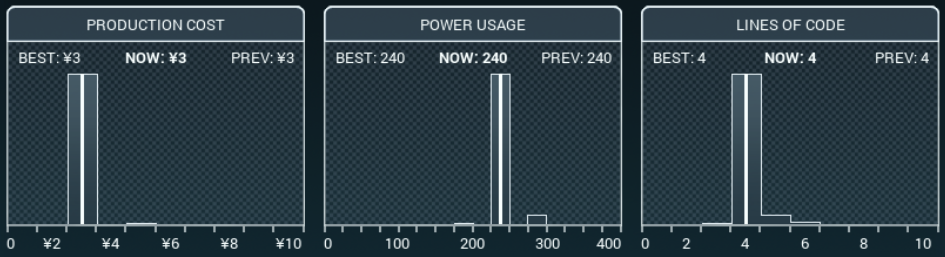 PRODUCTION COST
BEST: ¥3 NOW: ¥3 PREV: ¥3
0 ¥2 ¥4 ¥6 ¥8 ¥10
POWER USAGE
BEST: 240 NOW: 240 PREV: 240
0 100 200 300 400
LINES OF CODE
BEST: 4 NOW: 4 PREV: 4
0 2 4 6 8 10